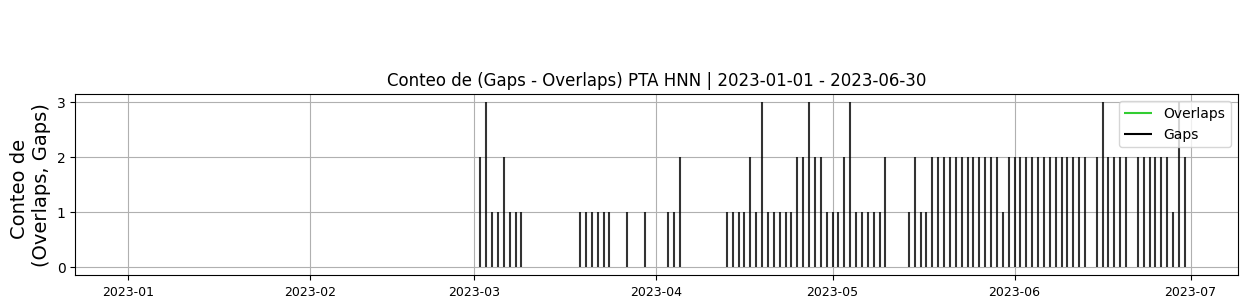 Conteo de (Gaps - Overlaps) PTA HNN | 2023-01-01 - 2023-06-30
Conteo de
(Overlaps, Gaps)
3
2
1
0
Overlaps
Gaps
2023-01
2023-02
2023-03
2023-04
2023-05
2023-06
2023-07